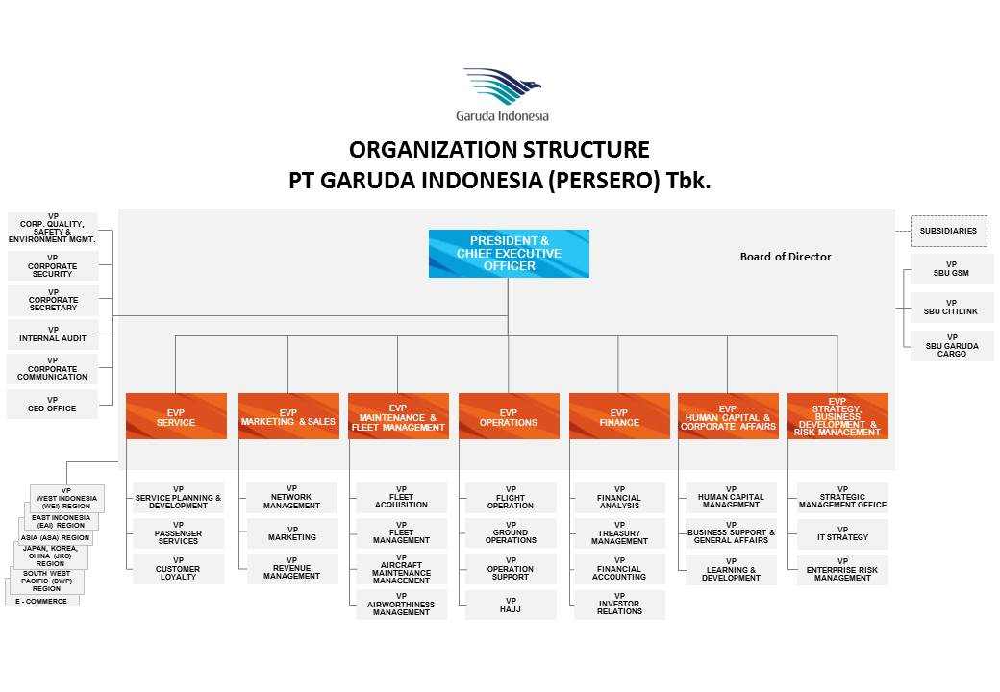 Garuda Indonesia
ORGANIZATION STRUCTURE
PT GARUDA INDONESIA (PERSERO) Tbk.
VP
CORP. QUALITY,
SAFETY &
ENVIRONMENT MGMT.
VP
CORPORATE
SECURITY
VP
CORPORATE
SECRETARY
VP
INTERNAL AUDIT
VP
CORPORATE
COMMUNICATION
VP
CEO OFFICE
PRESIDENT &
CHIEF EXECUTIVE
OFFICER
Board of Director
SUBSIDIARIES
VP
SBU GSM
VP
SBU CITILINK
VP
SBU GARUDA
CARGO
EVP
SERVICE
EVP
MARKETING & SALES
EVP
MAINTENANCE &
FLEET MANAGEMENT
EVP
OPERATIONS
EVP
FINANCE
EVP
HUMAN CAPITAL &
CORPORATE AFFAIRS
EVP
STRATEGY,
BUSINESS
DEVELOPMENT &
RISK MANAGEMENT
VP
WEST INDONESIA
(WEI) REGION
EAST INDONESIA
(EAI) REGION
ASIA (ASA) REGION
JAPAN, KOREA,
CHINA (JKC)
REGION
SOUTH WEST
PACIFIC (SWP)
REGION
E - COMMERCE
VP
SERVICE PLANNING &
DEVELOPMENT
VP
PASSENGER
SERVICES
VP
CUSTOMER
LOYALTY
VP
NETWORK
MANAGEMENT
VP
MARKETING
VP
REVENUE
MANAGEMENT
VP
FLEET
ACQUISITION
VP
FLEET
MANAGEMENT
VP
AIRCRAFT
MAINTENANCE
MANAGEMENT
VP
AIRWORTHINESS
MANAGEMENT
VP
FLIGHT
OPERATION
VP
GROUND
OPERATIONS
VP
OPERATION
SUPPORT
VP
HAJJ
VP
FINANCIAL
ANALYSIS
VP
TREASURY
MANAGEMENT
VP
FINANCIAL
ACCOUNTING
VP
INVESTOR
RELATIONS
VP
HUMAN CAPITAL
MANAGEMENT
VP
BUSINESS SUPPORT &
GENERAL AFFAIRS
VP
LEARNING &
DEVELOPMENT
VP
STRATEGIC
MANAGEMENT OFFICE
VP
IT STRATEGY
VP
ENTERPRISE RISK
MANAGEMENT